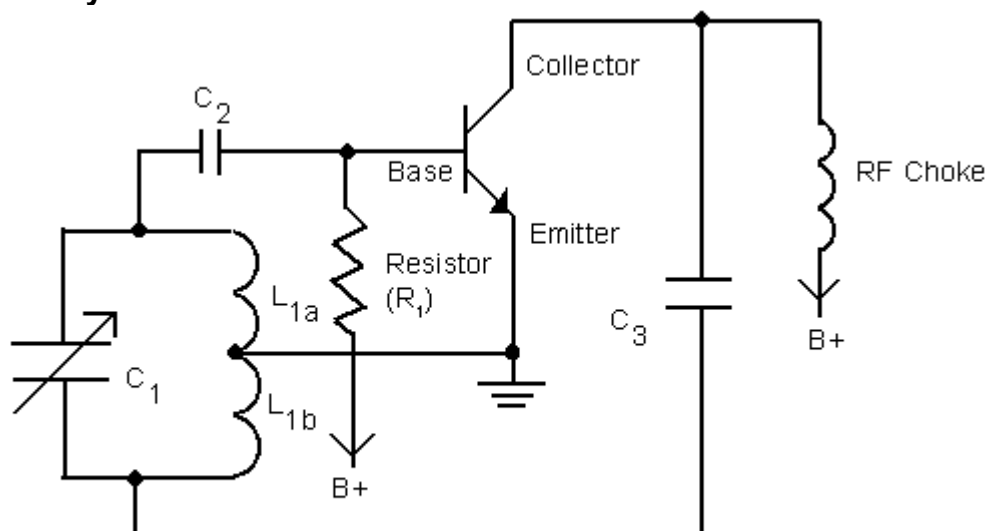 Collector
C2
Base
RF Choke
Emitter
Resistor
(R1)
L1a
C3
B+
C1
L1b
B+